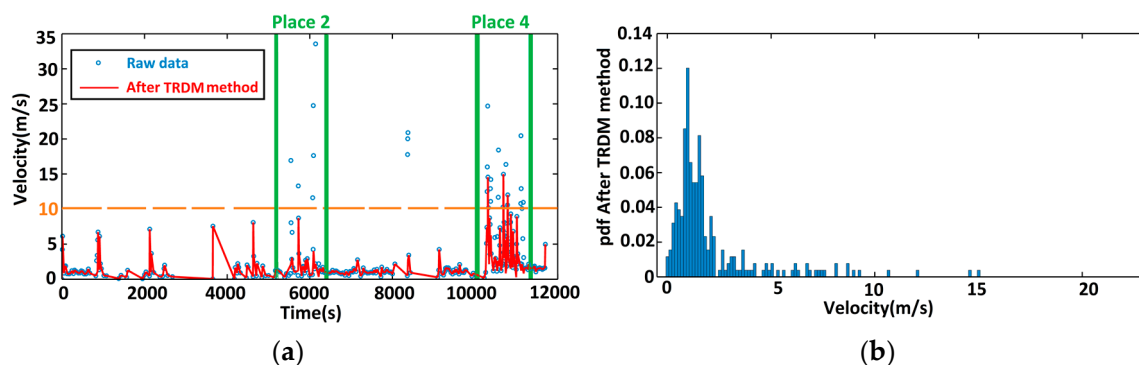 Place 2
Place 4
35
30
25
20
15
10
5
0
Velocity(m/s)
Raw data
After TRDM method
0
2000
4000
6000
8000
10000
12000
Time(s)
(a)
0.14
0.12
0.10
0.08
0.06
0.04
0.02
0
pdf After TRDM method
0
5
10
15
20
Velocity(m/s)
(b)